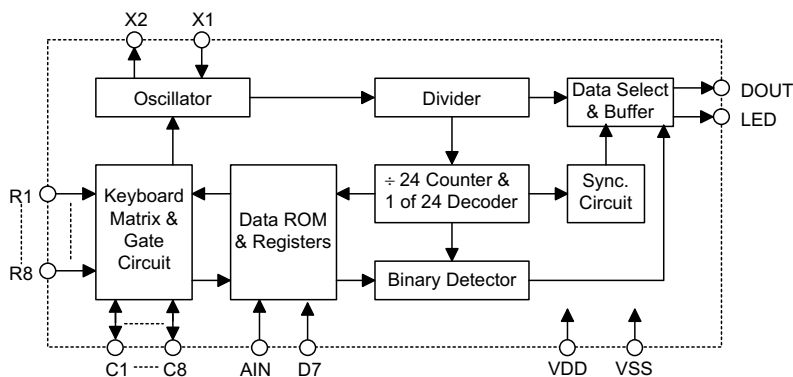 X2 X1
Oscillator
Divider
Data Select
& Buffer
DOUT
LED
R1
R8
Keyboard
Matrix &
Gate
Circuit
Data ROM
& Registers
÷ 24 Counter &
1 of 24 Decoder
Sync.
Circuit
Binary Detector
C1 C8 AIN D7 VDD VSS